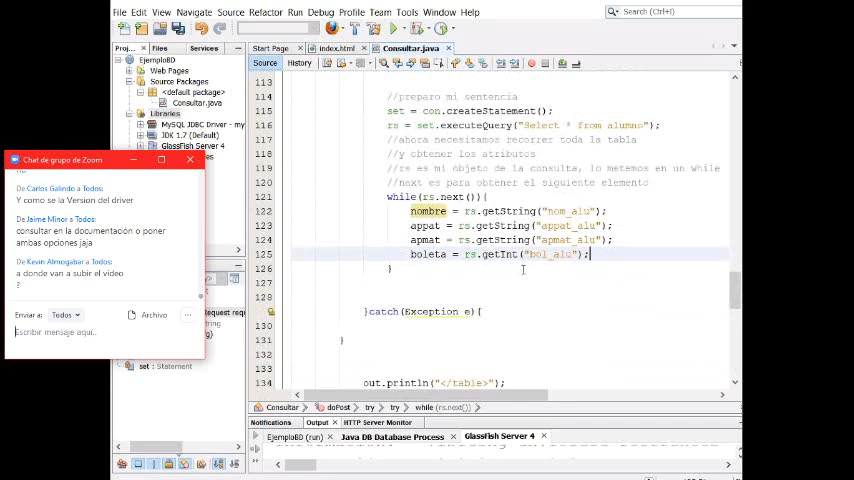 File Edit View Navigate Source Refactor Run Debug Profile Team Tools Window Help
Search (Ctrl+I)
Proj... Files Services
Start Page index.html Consultar.java
Source History
EjemploBD
Web Pages
Source Packages
<default package>
Consultar.java
Libraries
MySQL JDBC Driver - my
JDK 1.7 (Default)
GlassFish Server 4
113
114 //preparo mi sentencia
115 set = con.createStatement();
116 rs = set.executeQuery("Select * from alumno");
117 //ahora necesitamos recorrer toda la tabla
118 //y obtener los atributos
119 //rs es mi objeto de la consulta, lo metemos en un while
120 //next es para obtener el siguiente elemento
121 while(rs.next()){
122 nombre = rs.getString("nom_alu");
123 appat = rs.getString("appat_alu");
124 apmat = rs.getString("apmat_alu");
125 boleta = rs.getInt("bol_alu");
126 }
127
128
}catch(Exception e){
130
131 }
132
133
134 out.println("</table>");
Chat de grupo de Zoom
De Carlos Galindo a Todos:
Y como se la Version del driver
De Jaime Minor a Todos:
consultar en la documentación o poner
ambas opciones jaja
De Kevin Almogabar a Todos:
a donde van a subir el video
?
Enviar a: Todos Archivo ...
Escribir mensaje aquí...
set : Statement
Consultar doPost try try while (rs.next())
Notifications Output HTTP Server Monitor
EjemploBD (run) Java DB Database Process GlassFish Server 4